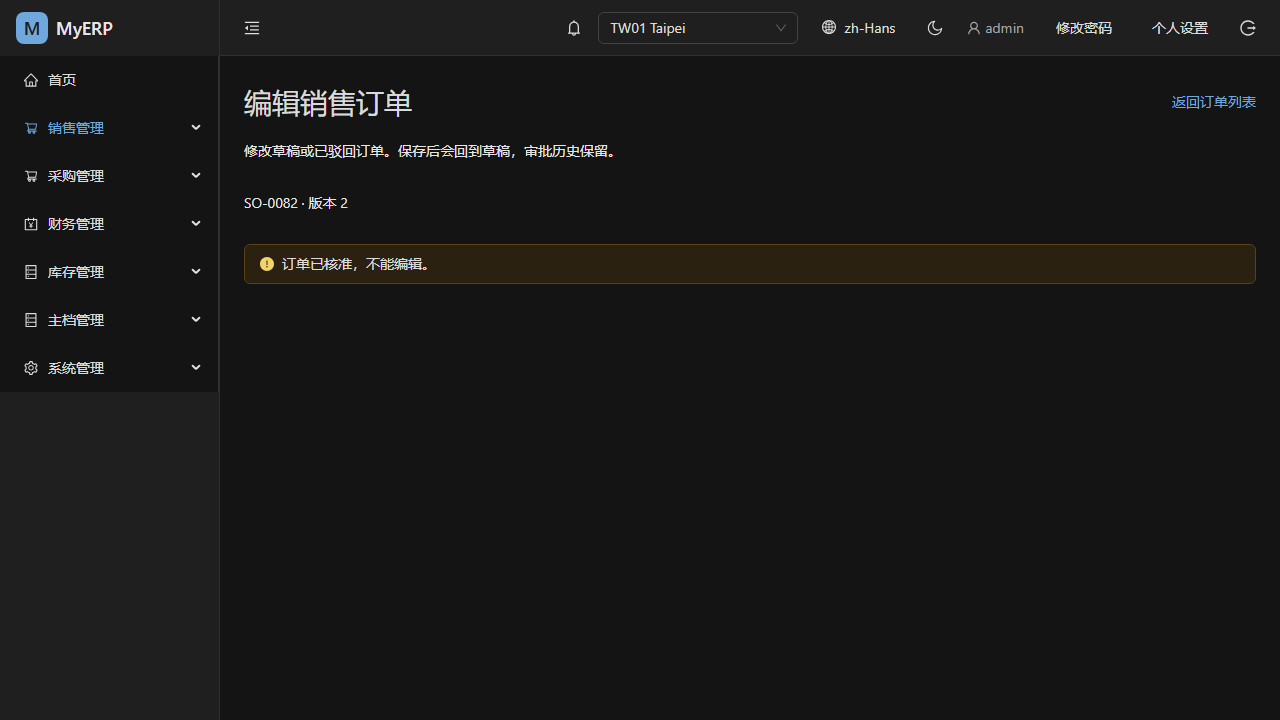 M MyERP
TW01 Taipei
zh-Hans
admin
修改密码
个人设置
首页
销售管理
采购管理
财务管理
库存管理
主档管理
系统管理
编辑销售订单
返回订单列表
修改草稿或已驳回订单。保存后会回到草稿，审批历史保留。
SO-0082 · 版本 2
订单已核准，不能编辑。